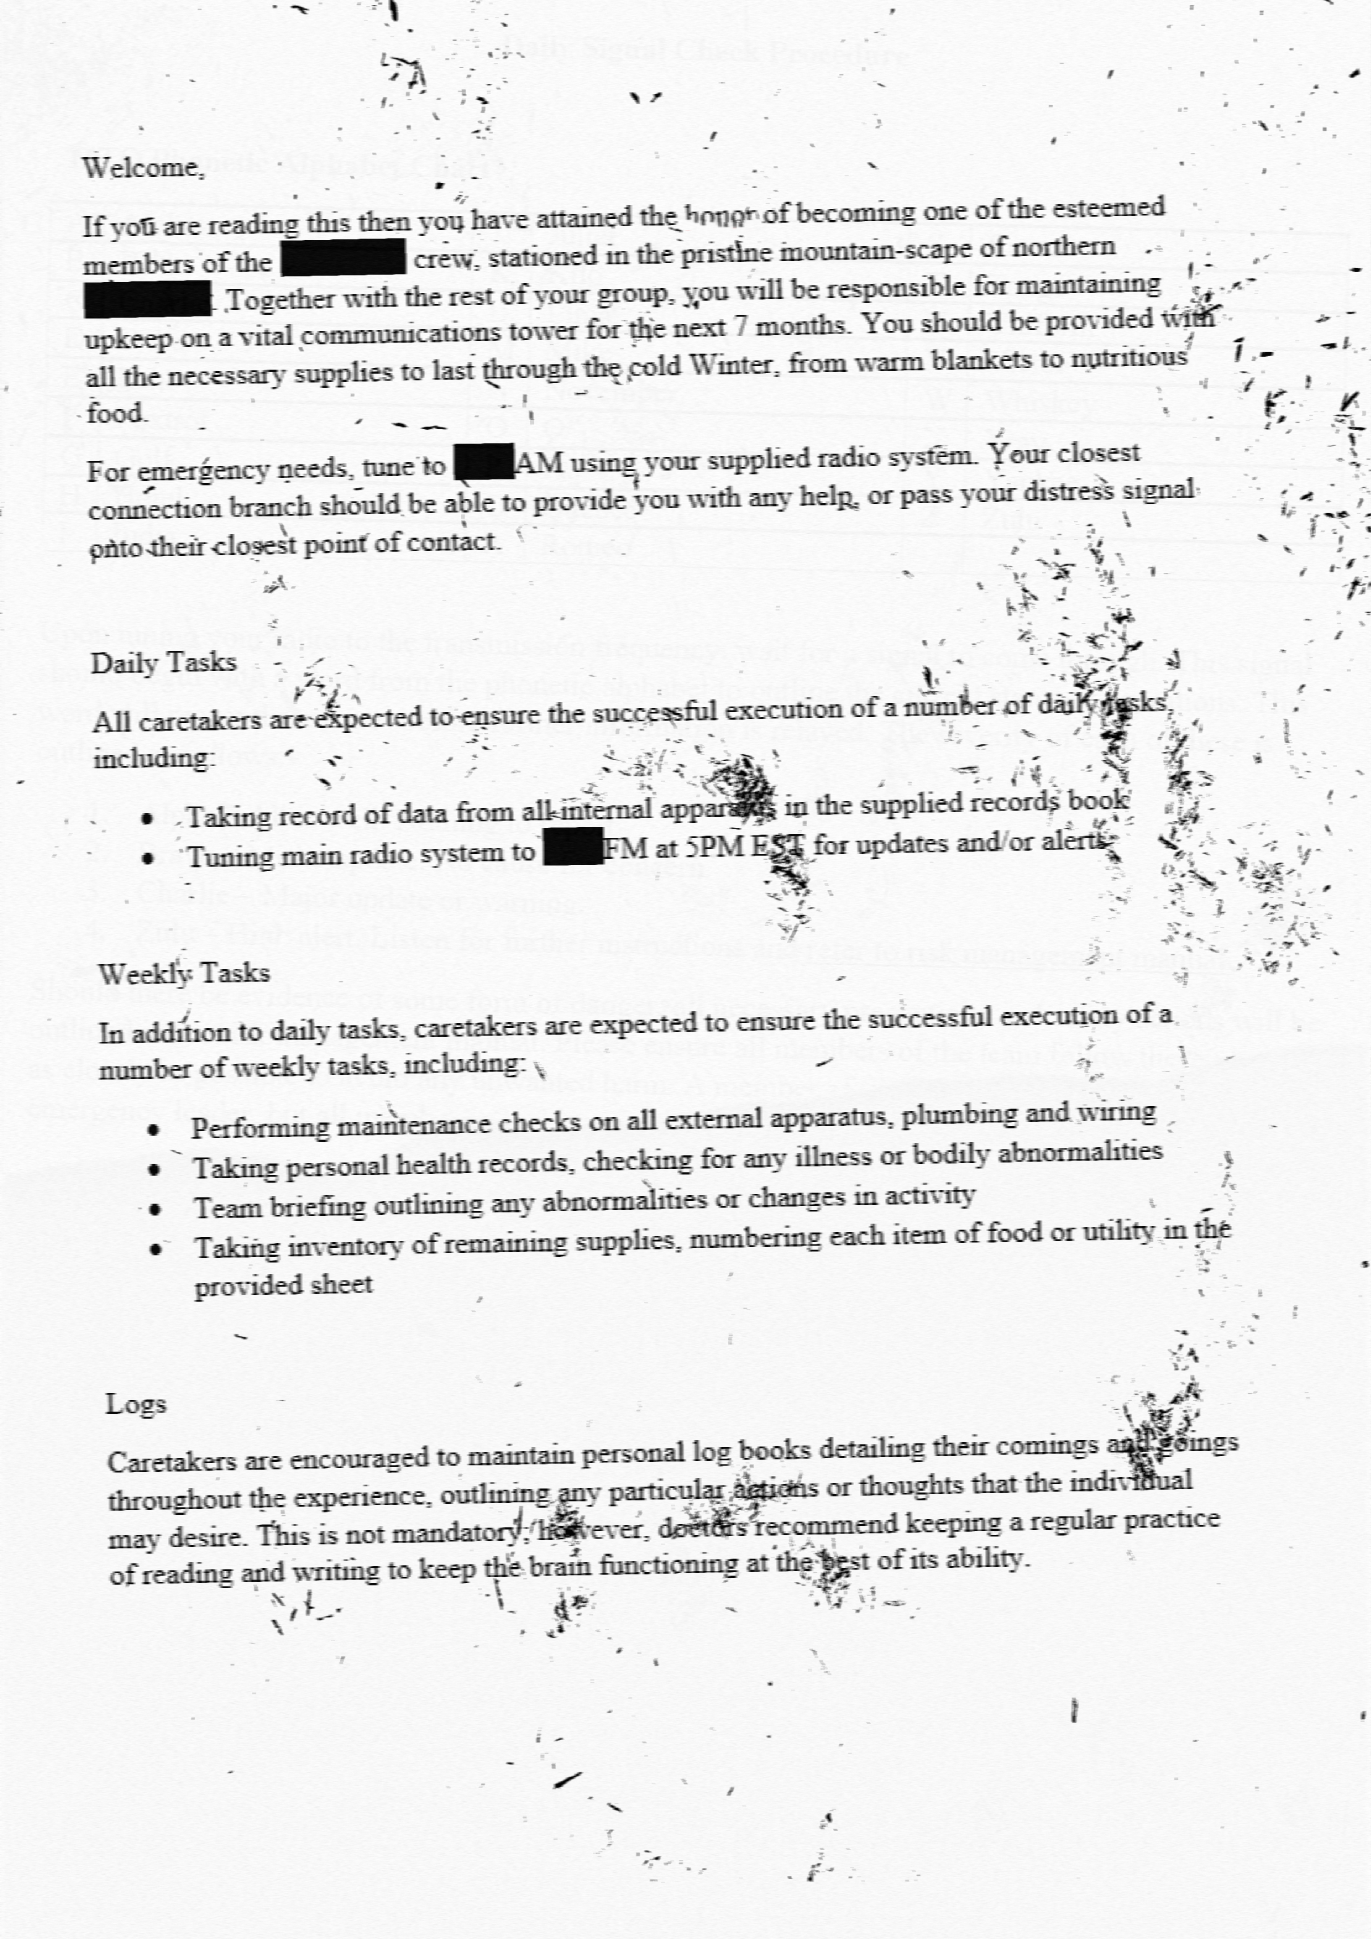 Welcome,
If you are reading this then you have attained the honor of becoming one of the esteemed
members of the crew, stationed in the pristine mountain-scape of northern
. Together with the rest of your group, you will be responsible for maintaining
upkeep on a vital communications tower for the next 7 months. You should be provided with
all the necessary supplies to last through the cold Winter, from warm blankets to nutritious
food.
For emergency needs, tune to AM using your supplied radio system. Your closest
connection branch should be able to provide you with any help, or pass your distress signal
onto their closest point of contact.
Daily Tasks
All caretakers are expected to ensure the successful execution of a number of daily tasks,
including:
• Taking record of data from all internal apparatus in the supplied records book
• Tuning main radio system to FM at 5PM EST for updates and/or alerts
Weekly Tasks
In addition to daily tasks, caretakers are expected to ensure the successful execution of a
number of weekly tasks, including:
• Performing maintenance checks on all external apparatus, plumbing and wiring
• Taking personal health records, checking for any illness or bodily abnormalities
• Team briefing outlining any abnormalities or changes in activity
• Taking inventory of remaining supplies, numbering each item of food or utility in the
provided sheet
Logs
Caretakers are encouraged to maintain personal log books detailing their comings and goings
throughout the experience, outlining any particular actions or thoughts that the individual
may desire. This is not mandatory, however, doctors recommend keeping a regular practice
of reading and writing to keep the brain functioning at the best of its ability.